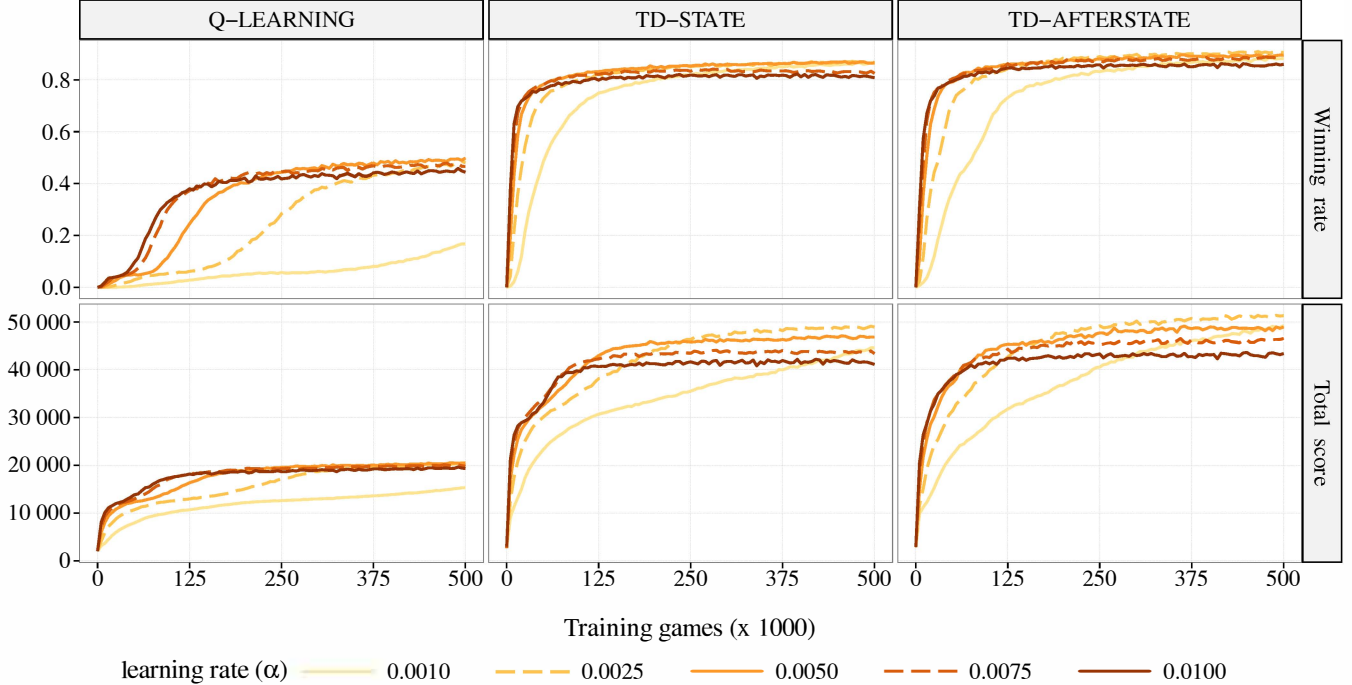 Q−LEARNING TD−STATE TD−AFTERSTATE
0.8
0.6
0.4
0.2
0.0
Winning rate
50 000
40 000
30 000
20 000
10 000
0
Total score
0 125 250 375 500 0 125 250 375 500 0 125 250 375 500
Training games (x 1000)
learning rate (α) 0.0010 0.0025 0.0050 0.0075 0.0100